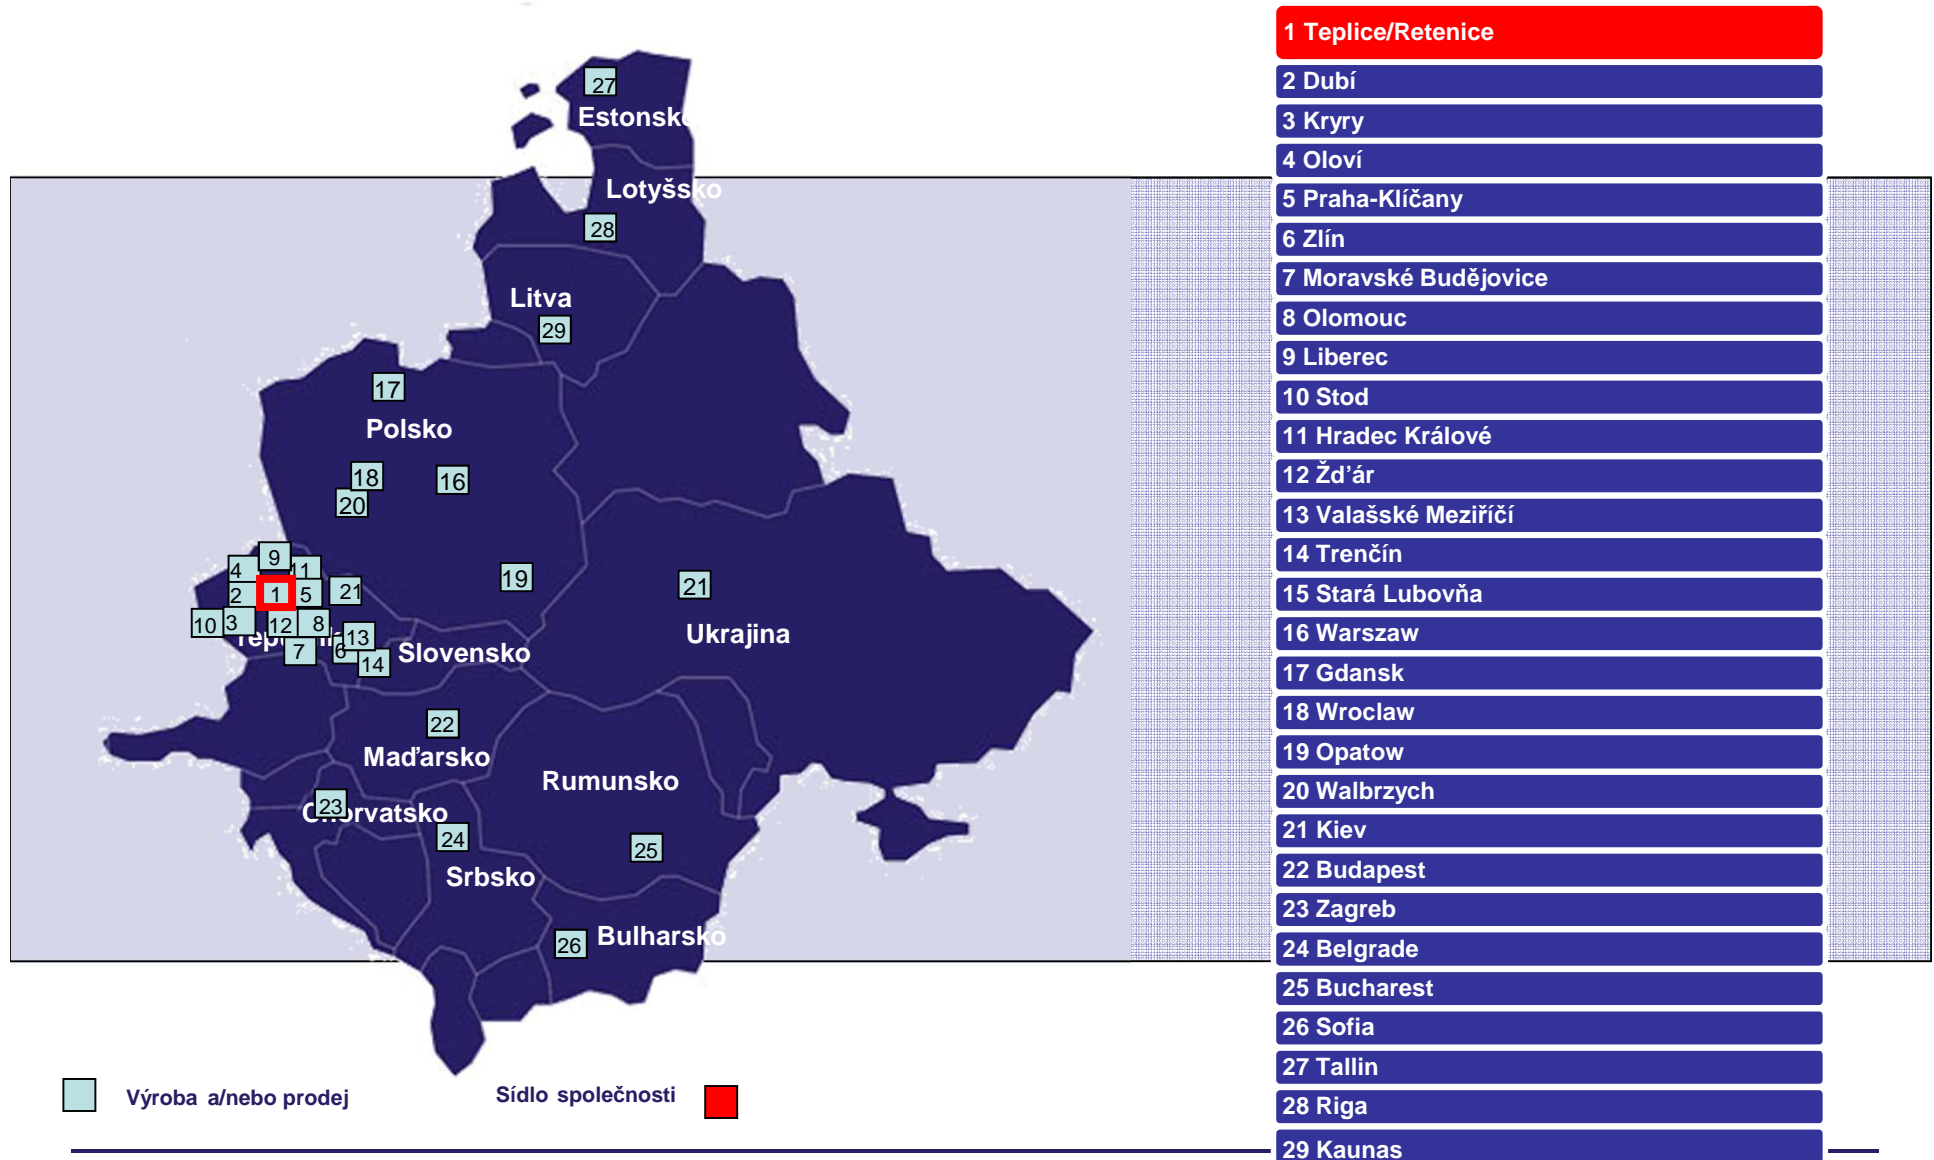 27
Estonsko
Lotyšsko
28
Litva
29
17
Polsko
18
16
20
9
4
11
19
2
1
5
21
21
10
3
12
8
13
Ukrajina
7
6
14
Slovensko
22
Maďarsko
Rumunsko
23
Chorvatsko
24
25
Srbsko
26
Bulharsko
Výroba a/nebo prodej
Sídlo společnosti
1 Teplice/Retenice
2 Dubí
3 Kryry
4 Oloví
5 Praha-Klíčany
6 Zlín
7 Moravské Budějovice
8 Olomouc
9 Liberec
10 Stod
11 Hradec Králové
12 Žd’ár
13 Valašské Meziříčí
14 Trenčín
15 Stará Lubovňa
16 Warszaw
17 Gdansk
18 Wroclaw
19 Opatow
20 Walbrzych
21 Kiev
22 Budapest
23 Zagreb
24 Belgrade
25 Bucharest
26 Sofia
27 Tallin
28 Riga
29 Kaunas